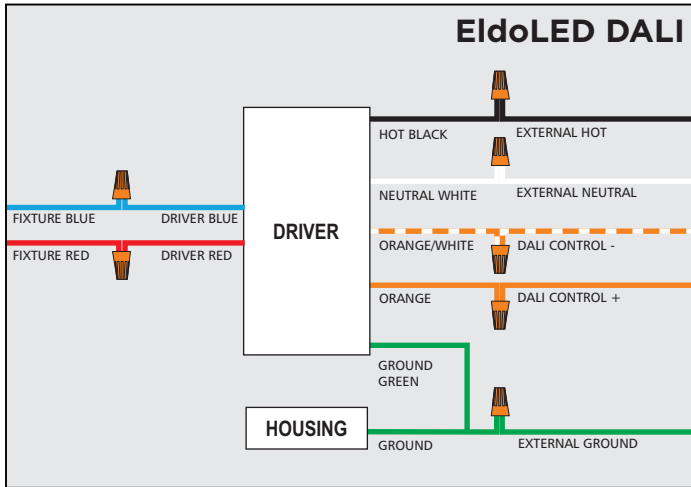 EldoLED DALI
HOT BLACK
EXTERNAL HOT
NEUTRAL WHITE
EXTERNAL NEUTRAL
FIXTURE BLUE
DRIVER BLUE
DRIVER
FIXTURE RED
DRIVER RED
ORANGE/WHITE
DALI CONTROL -
ORANGE
DALI CONTROL +
GROUND
GREEN
HOUSING
GROUND
EXTERNAL GROUND